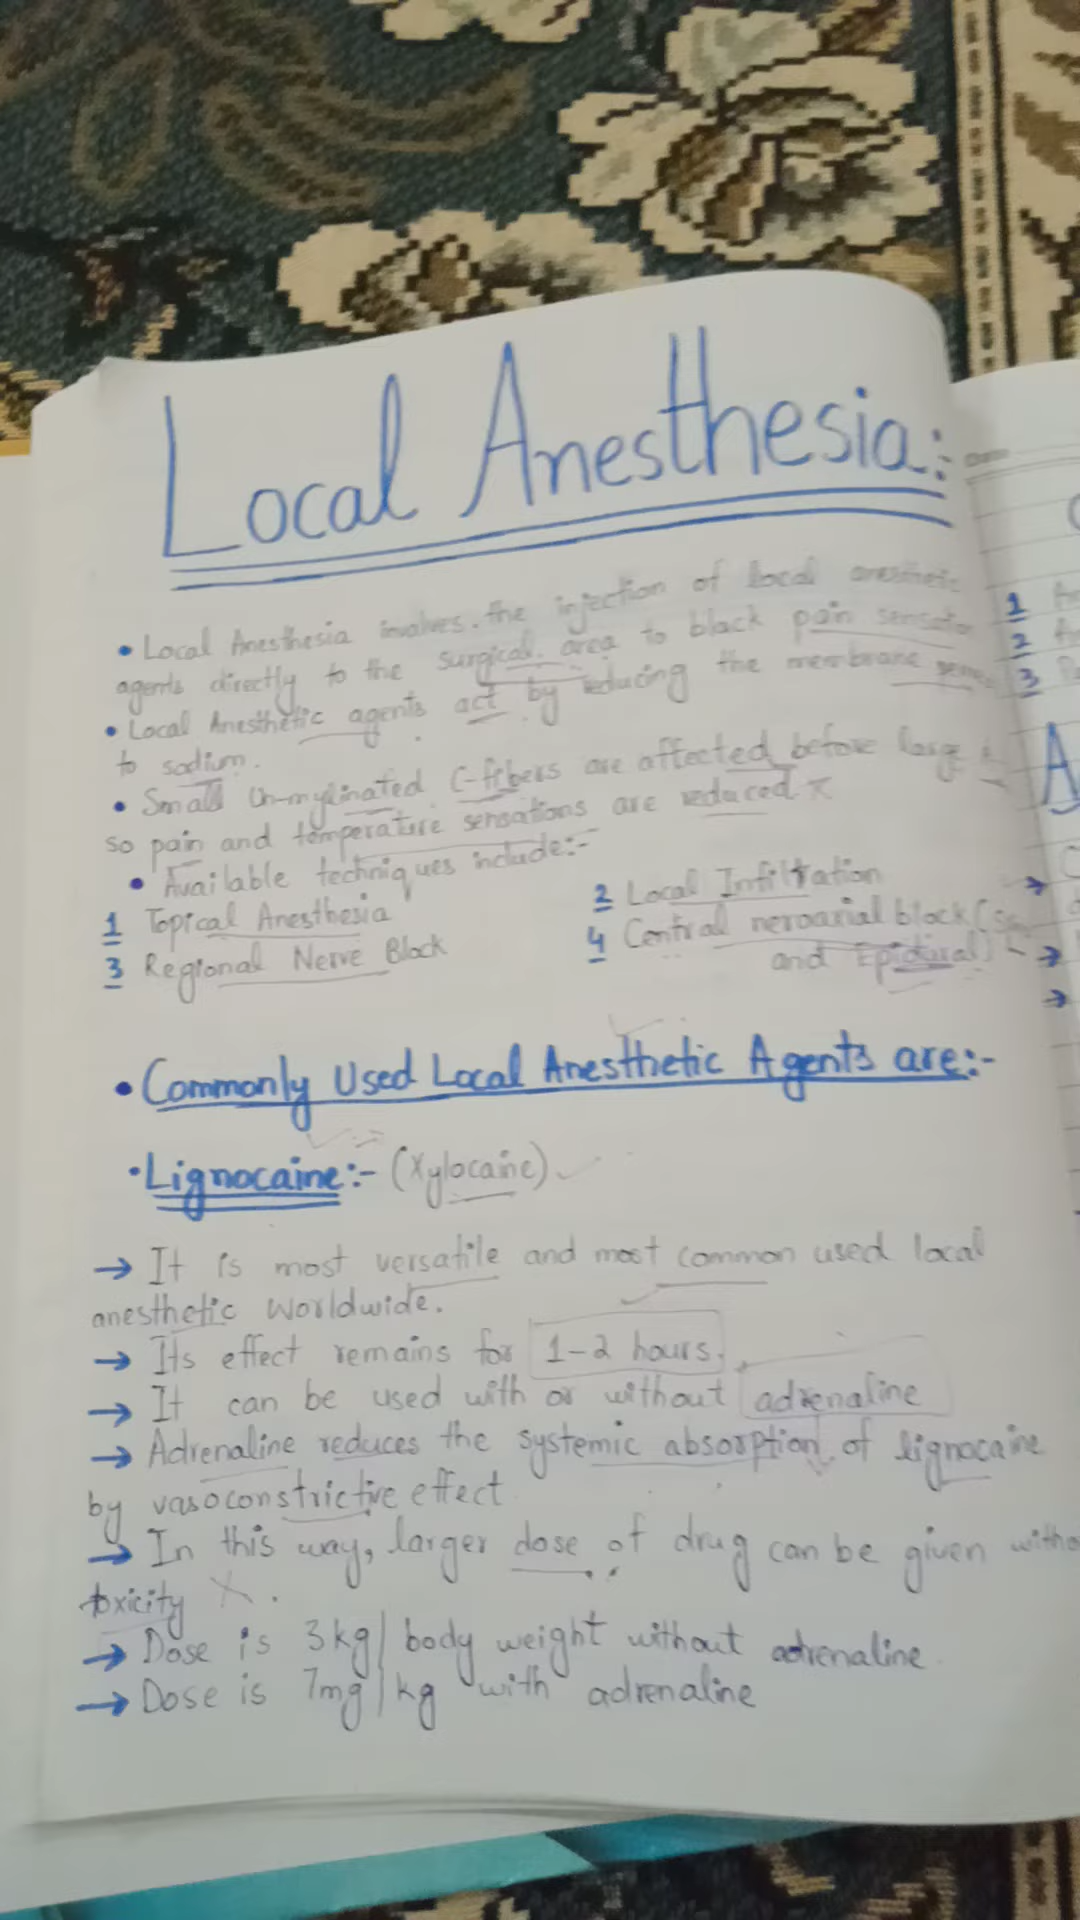 Local Anesthesia:-
• Local Anesthesia involves the injection of local anesthetic
agents directly to the surgical area to black pain
• Local Anesthetic agents act by reducing the membrane
to sodium.
• Small Un-mylinated C-fibers are affected before large
so pain and temperature sensations are reduced
• Available techniques include:-
1 Topical Anesthesia
2 Local Infiltration
3 Regional Nerve Block
4 Central neroaxial block (
and Epidural)
• Commonly Used Local Anesthetic Agents are:-
• Lignocaine:- (Xylocaine)
→ It is most versatile and most common used local
anesthetic worldwide.
→ Its effect remains for 1-2 hours.
→ It can be used with or without adrenaline
→ Adrenaline reduces the systemic absorption of lignocaine
by vasoconstrictive effect
→ In this way, larger dose of drug can be given
toxicity
→ Dose is 3kg/body weight without adrenaline
→ Dose is 7mg/kg with adrenaline
1
2
3
A